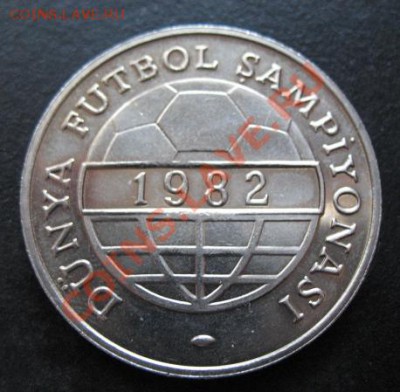 COINS.LAVE.RU
DÜNYA FUTBOL ŞAMPİYONASI
1982
COINS.LAVE.RU